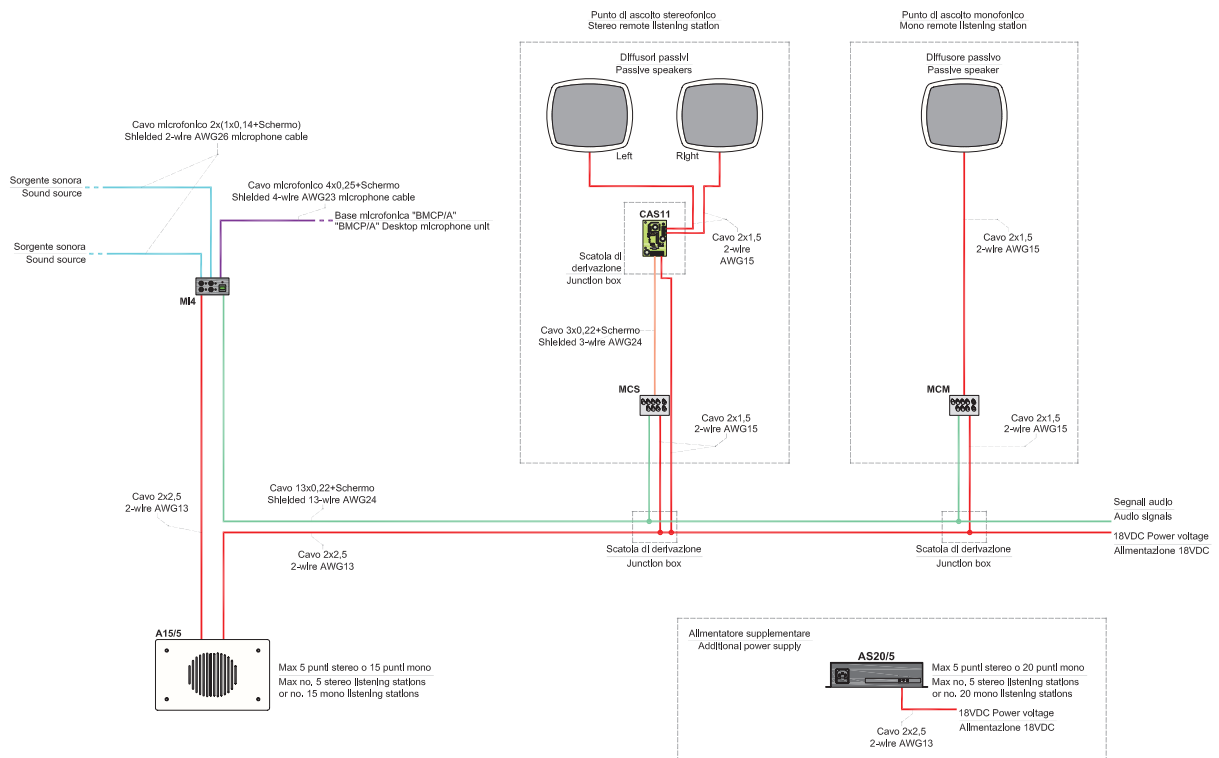 Punto di ascolto stereofonico
Stereo remote listening station
Punto di ascolto monofonico
Mono remote listening station
Diffusori passivi
Passive speakers
Diffusore passivo
Passive speaker
Cavo microfonico 2x(1x0,14+Schermo)
Shielded 2-wire AWG26 microphone cable
Left
Right
Sorgente sonora
Sound source
Cavo microfonico 4x0,25+Schermo
Shielded 4-wire AWG23 microphone cable
Base microfonica "BMCP/A"
"BMCP/A" Desktop microphone unit
CAS11
Cavo 2x1,5
2-wire
AWG15
Cavo 2x1,5
2-wire AWG15
Sorgente sonora
Sound source
Scatola di
derivazione
Junction box
MI4
Cavo 3x0,22+Schermo
Shielded 3-wire AWG24
MCS
MCM
Cavo 2x1,5
2-wire AWG15
Cavo 2x1,5
2-wire AWG15
Cavo 2x2,5
2-wire AWG13
Cavo 13x0,22+Schermo
Shielded 13-wire AWG24
Segnali audio
Audio signals
18VDC Power voltage
Alimentazione 18VDC
Cavo 2x2,5
2-wire AWG13
Scatola di derivazione
Junction box
Scatola di derivazione
Junction box
A15/5
Max 5 punti stereo o 15 punti mono
Max no. 5 stereo listening stations
or no. 15 mono listening stations
Alimentatore supplementare
Additional power supply
AS20/5
Max 5 punti stereo o 20 punti mono
Max no. 5 stereo listening stations
or no. 20 mono listening stations
18VDC Power voltage
Alimentazione 18VDC
Cavo 2x2,5
2-wire AWG13